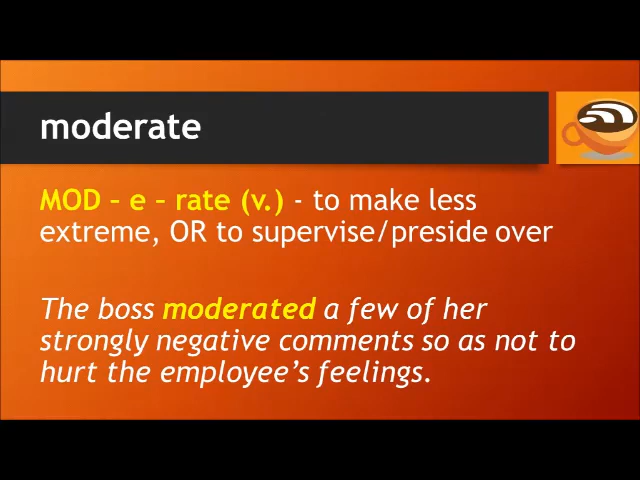 moderate
MOD – e – rate (v.) - to make less
extreme, OR to supervise/preside over
The boss moderated a few of her
strongly negative comments so as not to
hurt the employee’s feelings.